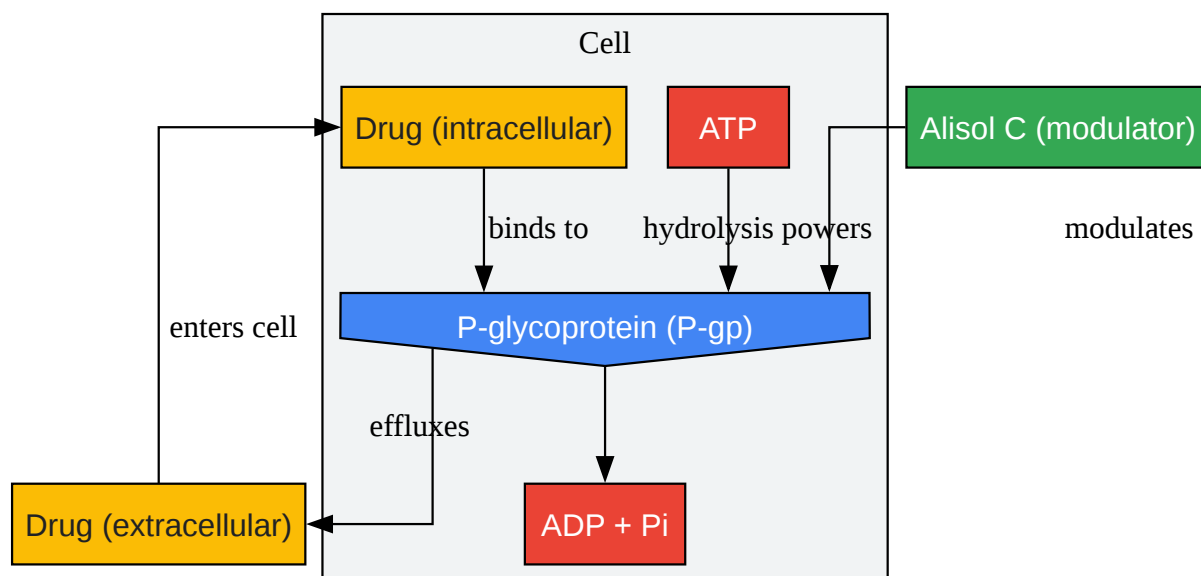 Cell
Drug (intracellular)
ATP
Alisol C (modulator)
binds to
hydrolysis powers
modulates
P-glycoprotein (P-gp)
enters cell
effluxes
Drug (extracellular)
ADP + Pi